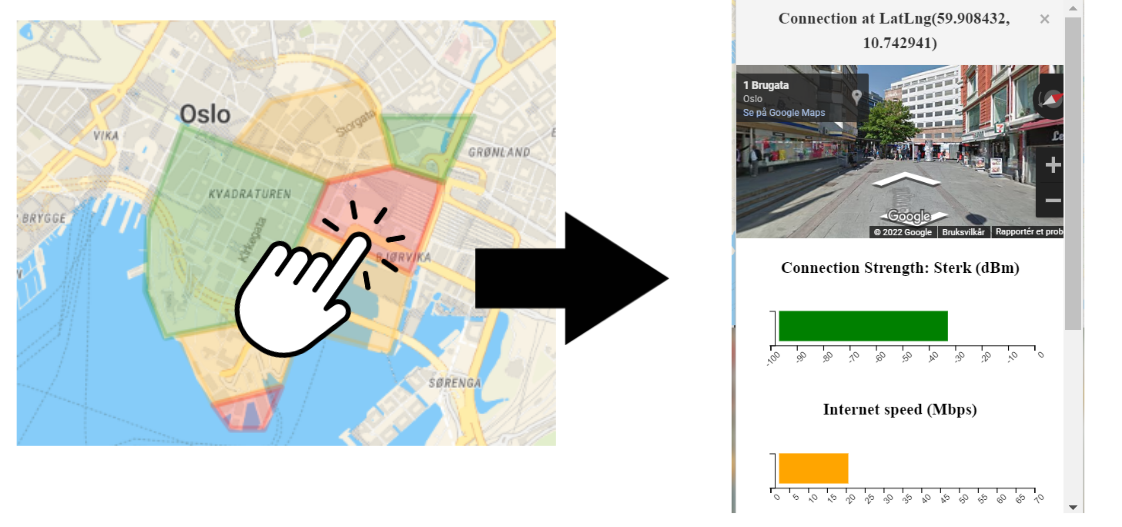 Oslo
VIKA
Storgata
GRØNLAND
KVADRATUREN
BRYGGE
Kirkegata
BJØRVIKA
SØRENGA
Connection at LatLng(59.908432,
10.742941)
×
1 Brugata
Oslo
Se på Google Maps
Google
© 2022 Google Bruksvilkår Rapportér et prob
Connection Strength: Sterk (dBm)
-100 -90 -80 -70 -60 -50 -40 -30 -20 -10 0
Internet speed (Mbps)
0 5 10 15 20 25 30 35 40 45 50 55 60 65 70